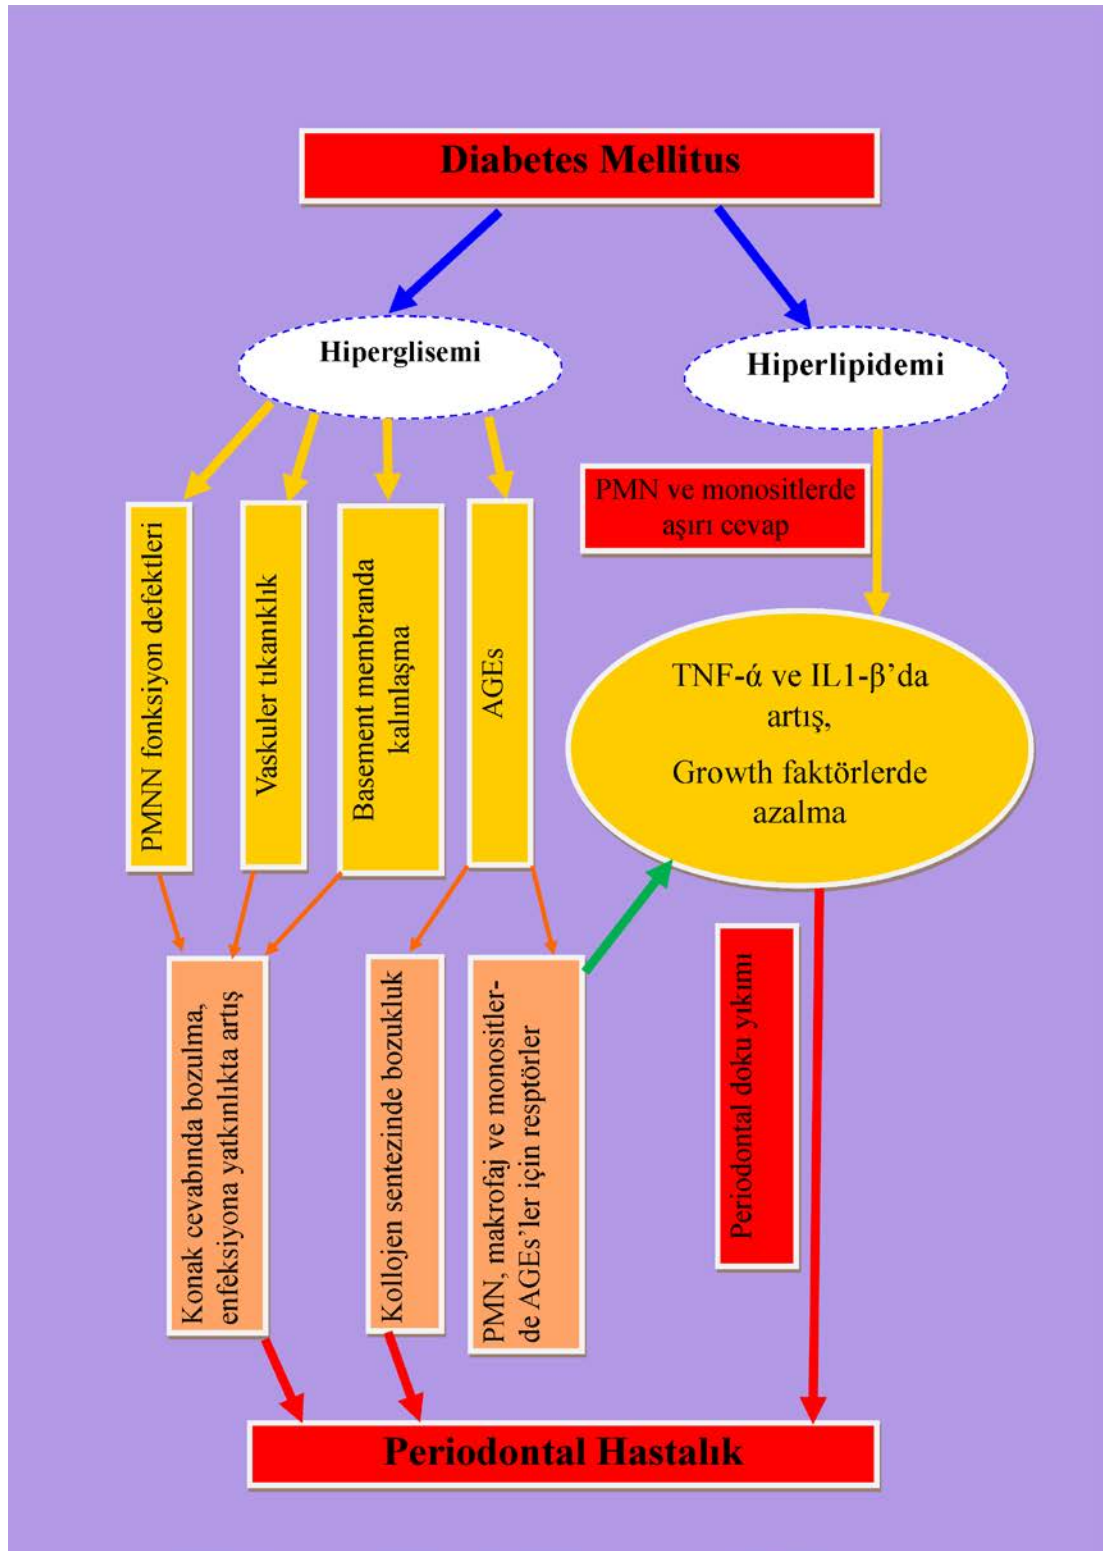 Diabetes Mellitus
Hiperglisemi
Hiperlipidemi
PMN ve monositlerde
aşırı cevap
PMNN fonksiyon defektleri
Vaskuler tıkanıklık
Basement membranda
kalınlaşma
AGEs
TNF-ά ve IL1-β’da
artış,
Growth faktörlerde
azalma
Konak cevabında bozulma,
enfeksiyona yatkınlıkta artış
Kollojen sentezinde bozukluk
PMN, makrofaj ve monositler-
de AGEs’ler için resptörler
Periodontal doku yıkımı
Periodontal Hastalık